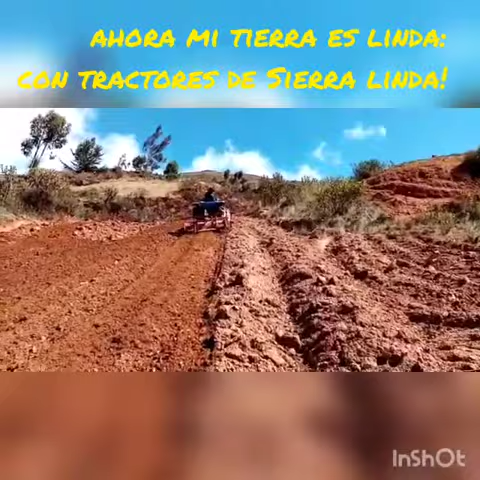 AHORA MI TIERRA ES LINDA:
CON TRACTORES DE SIERRA LINDA!
InShOt